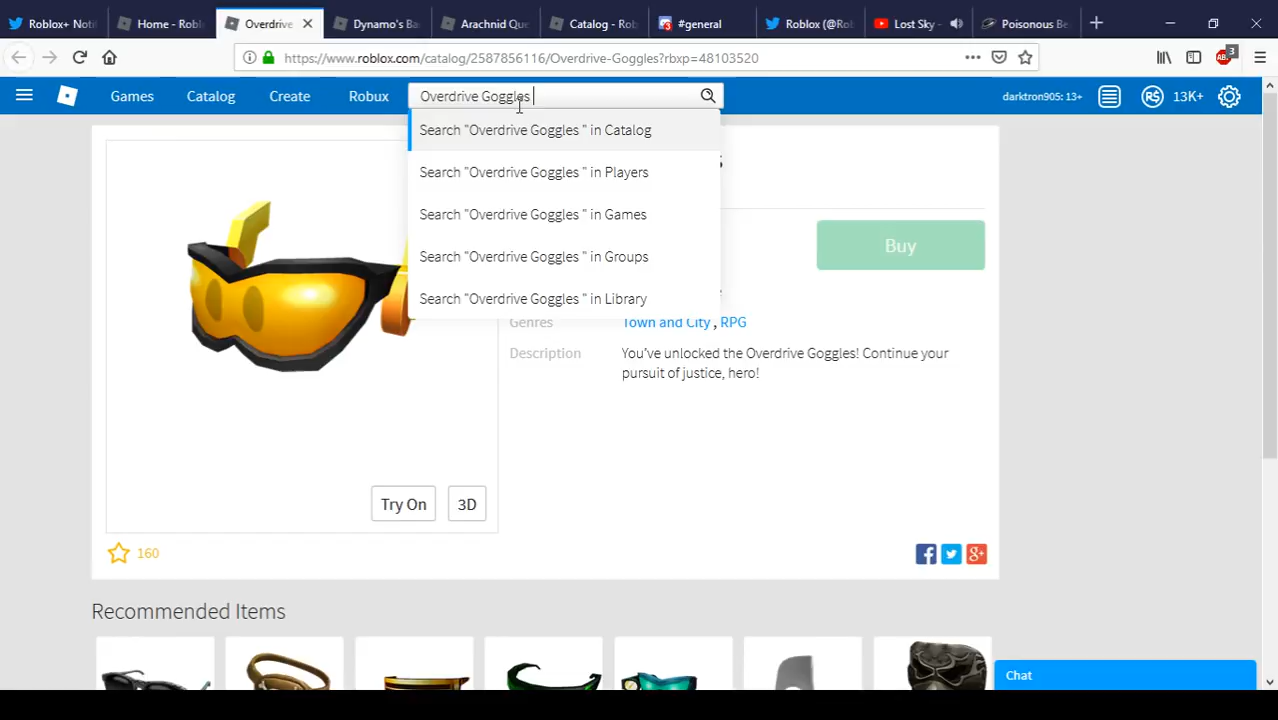 Roblox+ Notif
Home - Roblo
Overdrive
Dynamo's Ba
Arachnid Que
Catalog - Rob
#general
Roblox (@Rob
Lost Sky -
Poisonous Be
https://www.roblox.com/catalog/2587856116/Overdrive-Goggles?rbxp=48103520
3
Games
Catalog
Create
Robux
Overdrive Goggles
darktron905: 13+
R$
13K+
Search "Overdrive Goggles " in Catalog
Search "Overdrive Goggles " in Players
Search "Overdrive Goggles " in Games
Search "Overdrive Goggles " in Groups
Search "Overdrive Goggles " in Library
Buy
Genres
Town and City , RPG
Description
You've unlocked the Overdrive Goggles! Continue your
pursuit of justice, hero!
Try On
3D
160
Recommended Items
Chat